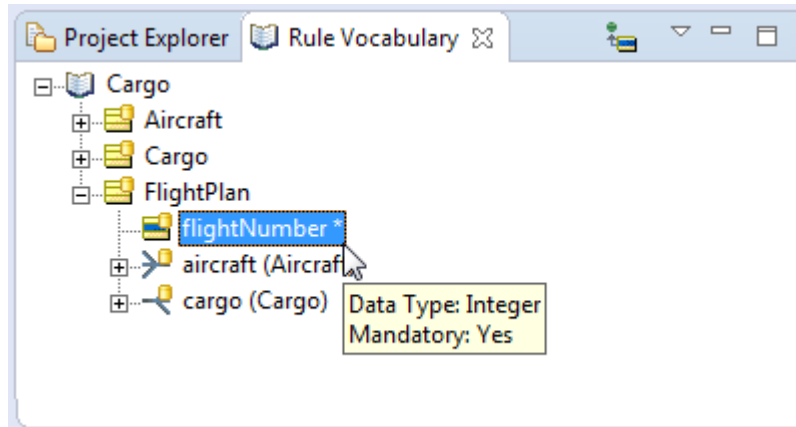 Project Explorer Rule Vocabulary
Cargo
Aircraft
Cargo
FlightPlan
flightNumber *
aircraft (Aircraf
cargo (Cargo)
Data Type: Integer
Mandatory: Yes